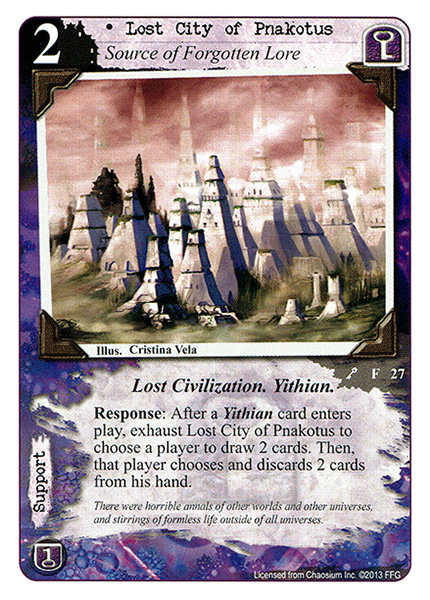 2
• Lost City of Pnakotus
Source of Forgotten Lore
Illus. Cristina Vela
F 27
Lost Civilization. Yithian.
Response: After a Yithian card enters
play, exhaust Lost City of Pnakotus to
choose a player to draw 2 cards. Then,
that player chooses and discards 2 cards
from his hand.
There were horrible annals of other worlds and other universes,
and stirrings of formless life outside of all universes.
Support
1
Licensed from Chaosium Inc. ©2013 FFG